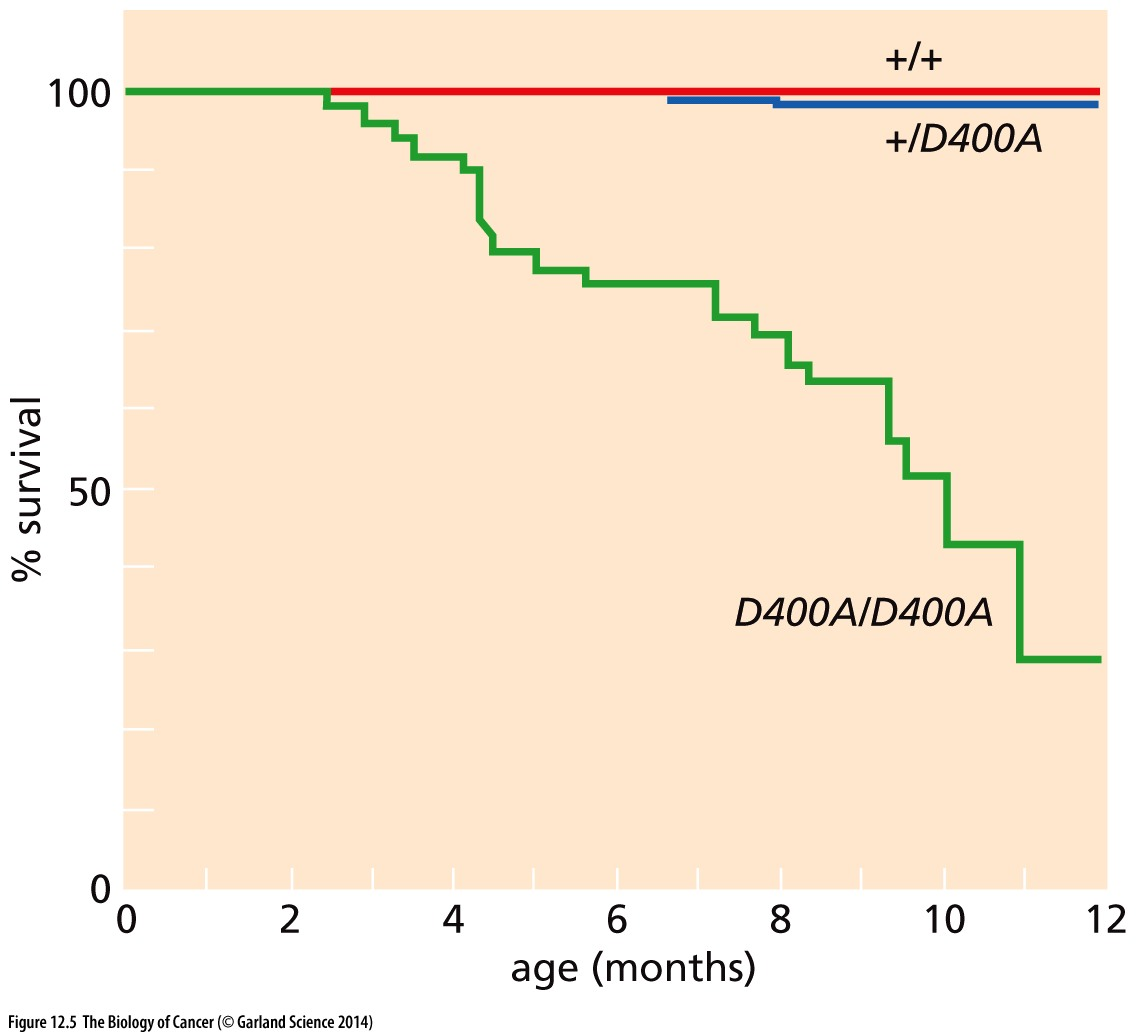 +/+
100
+/D400A
50
% survival
D400A/D400A
0
0 2 4 6 8 10 12
age (months)
Figure 12.5 The Biology of Cancer (© Garland Science 2014)